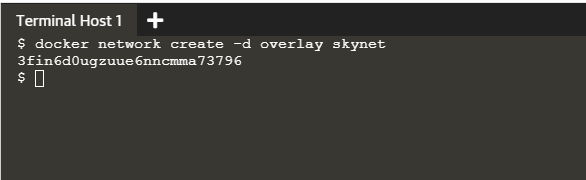 Terminal Host 1 +
$ docker network create -d overlay skynet
3fin6d0ugzuue6nncmma73796
$